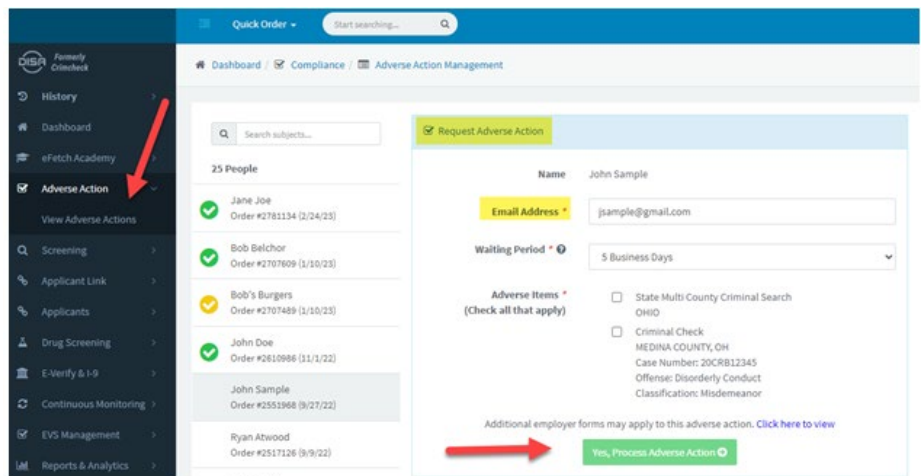 Quick Order
Start searching...
DISA Formerly
Crimcheck
History
Dashboard
eFetch Academy
Adverse Action
View Adverse Actions
Screening
Applicant Link
Applicants
Drug Screening
E-Verify & I-9
Continuous Monitoring
EVS Management
Reports & Analytics
Dashboard / Compliance / Adverse Action Management
Search subjects...
25 People
Jane Joe
Order #2781134 (2/24/23)
Bob Belchor
Order #2707609 (1/10/23)
Bob's Burgers
Order #2707489 (1/10/23)
John Doe
Order #2610986 (11/1/22)
John Sample
Order #2551968 (9/27/22)
Ryan Atwood
Order #2517126 (9/9/22)
Request Adverse Action
Name John Sample
Email Address * jsample@gmail.com
Waiting Period * 5 Business Days
Adverse Items *
(Check all that apply)
State Multi County Criminal Search
OHIO
Criminal Check
MEDINA COUNTY, OH
Case Number: 20CRB12345
Offense: Disorderly Conduct
Classification: Misdemeanor
Additional employer forms may apply to this adverse action. Click here to view
Yes, Process Adverse Action